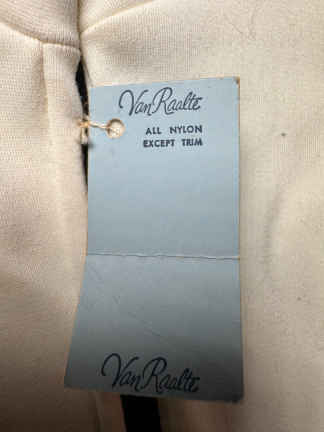 Van Raalte
ALL NYLON
EXCEPT TRIM
Van Raalte